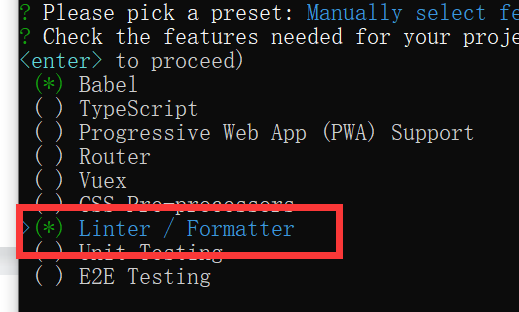 ? Please pick a preset: Manually select fe
? Check the features needed for your proje
<enter> to proceed)
(*) Babel
( ) TypeScript
( ) Progressive Web App (PWA) Support
( ) Router
( ) Vuex
( ) CSS Pre-processors
>(*) Linter / Formatter
( ) Unit Testing
( ) E2E Testing